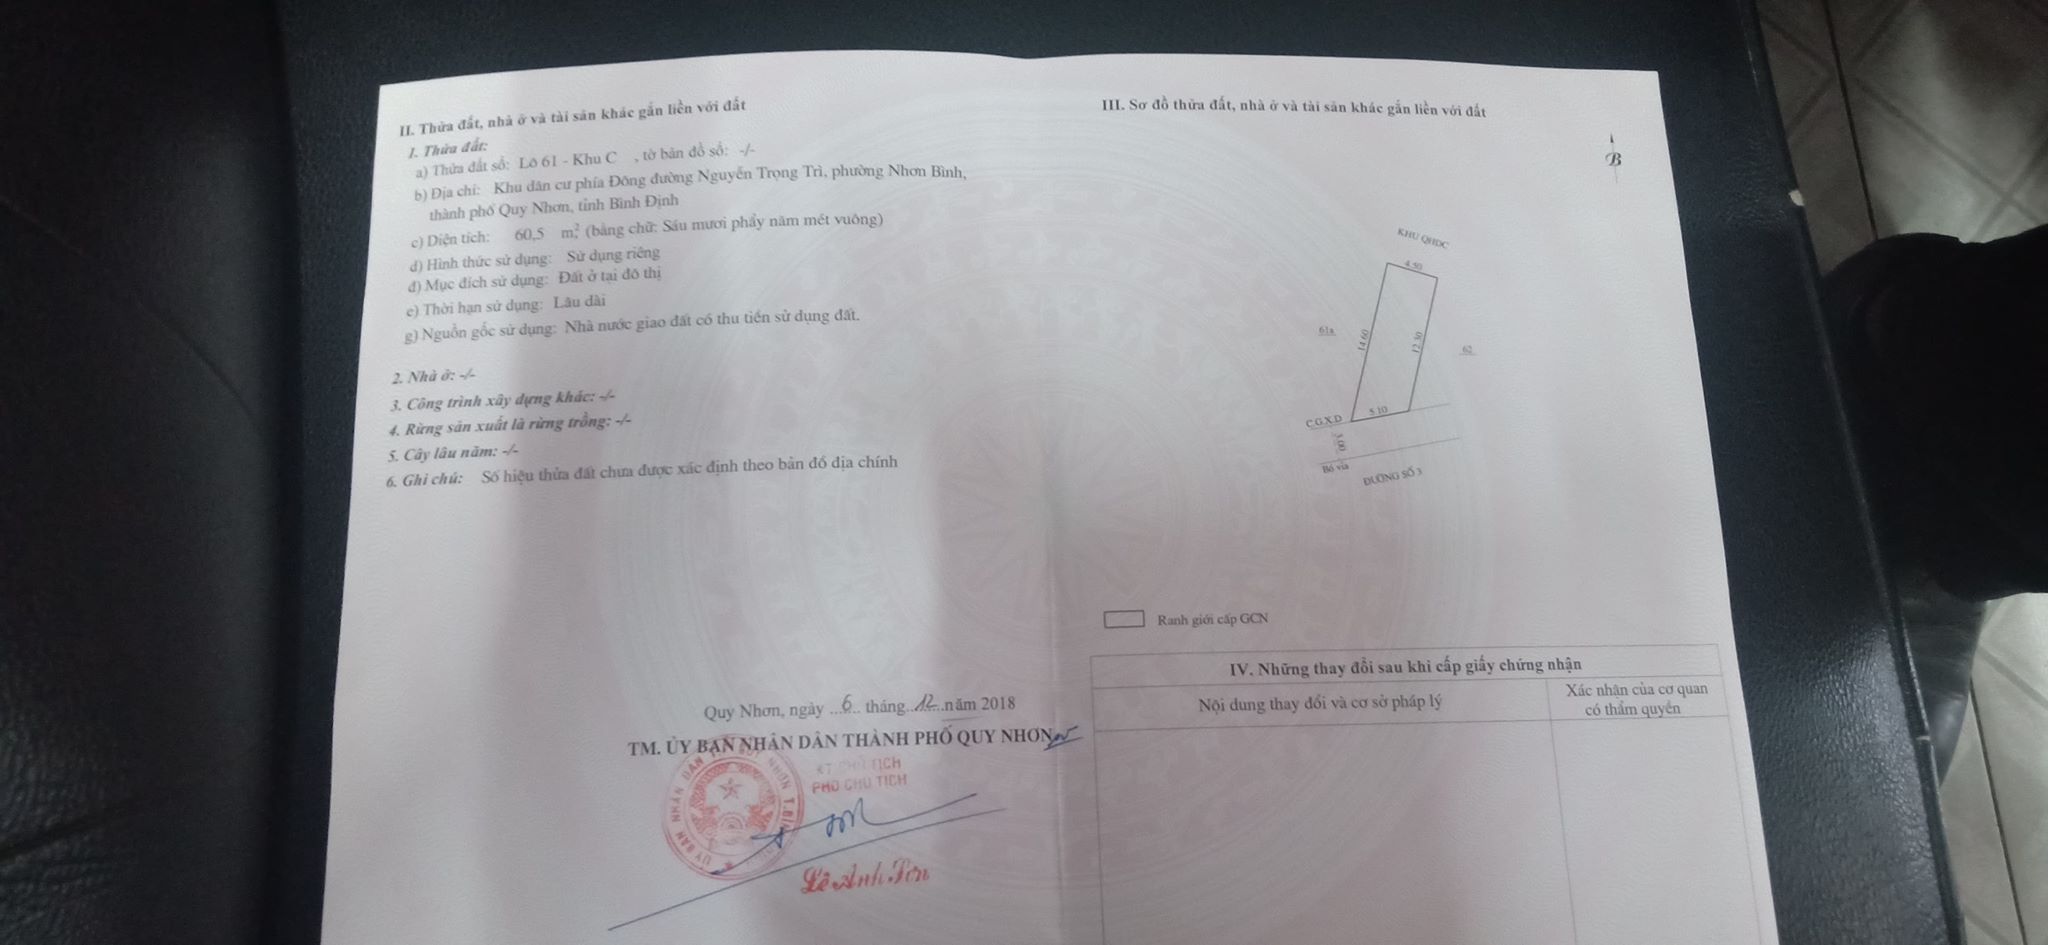 II. Thửa đất, nhà ở và tài sản khác gắn liền với đất
1. Thửa đất:
a) Thửa đất số: Lô 61 - Khu C , tờ bản đồ số: -/-
b) Địa chỉ: Khu dân cư phía Đông đường Nguyễn Trọng Trì, phường Nhơn Bình,
thành phố Quy Nhơn, tỉnh Bình Định
c) Diện tích: 60,5 m², (bằng chữ: Sáu mươi phẩy năm mét vuông)
d) Hình thức sử dụng: Sử dụng riêng
đ) Mục đích sử dụng: Đất ở tại đô thị
e) Thời hạn sử dụng: Lâu dài
g) Nguồn gốc sử dụng: Nhà nước giao đất có thu tiền sử dụng đất.
2. Nhà ở: -/-
3. Công trình xây dựng khác: -/-
4. Rừng sản xuất là rừng trồng: -/-
5. Cây lâu năm: -/-
6. Ghi chú: Số hiệu thửa đất chưa được xác định theo bản đồ địa chính
Quy Nhơn, ngày ...6... tháng...12...năm 2018
TM. ỦY BAN NHÂN DÂN THÀNH PHỐ QUY NHƠN
KT CHỦ TỊCH
PHÓ CHỦ TỊCH
ỦY BAN NHÂN DÂN
NHƠN T.BÌNH
Lê Anh
III. Sơ đồ thửa đất, nhà ở và tài sản khác gắn liền với đất
B
KHU QHDC
4.50
61a
14.60
12.50
62
5.10
C.G.X.D
3.00
Bó vỉa
ĐƯỜNG SỐ 3
Ranh giới cấp GCN
IV. Những thay đổi sau khi cấp giấy chứng nhận
Nội dung thay đổi và cơ sở pháp lý
Xác nhận của cơ quan
có thẩm quyền